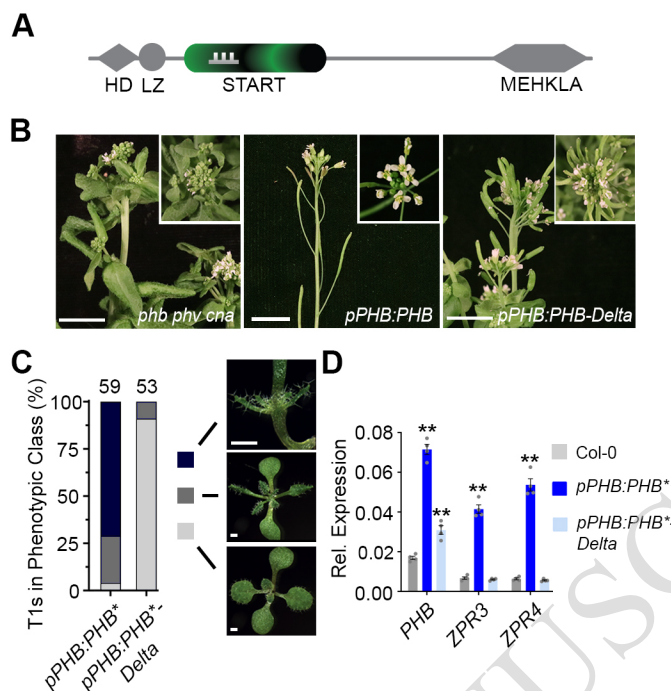 A
HD LZ START MEHKLA
B
phb phv cna
pPHB:PHB
pPHB:PHB-Delta
C
T1s in Phenotypic Class (%)
59 53
100
75
50
25
0
pPHB:PHB*
pPHB:PHB*-
Delta
D
Rel. Expression
0.08
0.06
0.04
0.02
0.00
**
**
**
**
PHB
ZPR3
ZPR4
Col-0
pPHB:PHB*
pPHB:PHB*-
Delta
USC